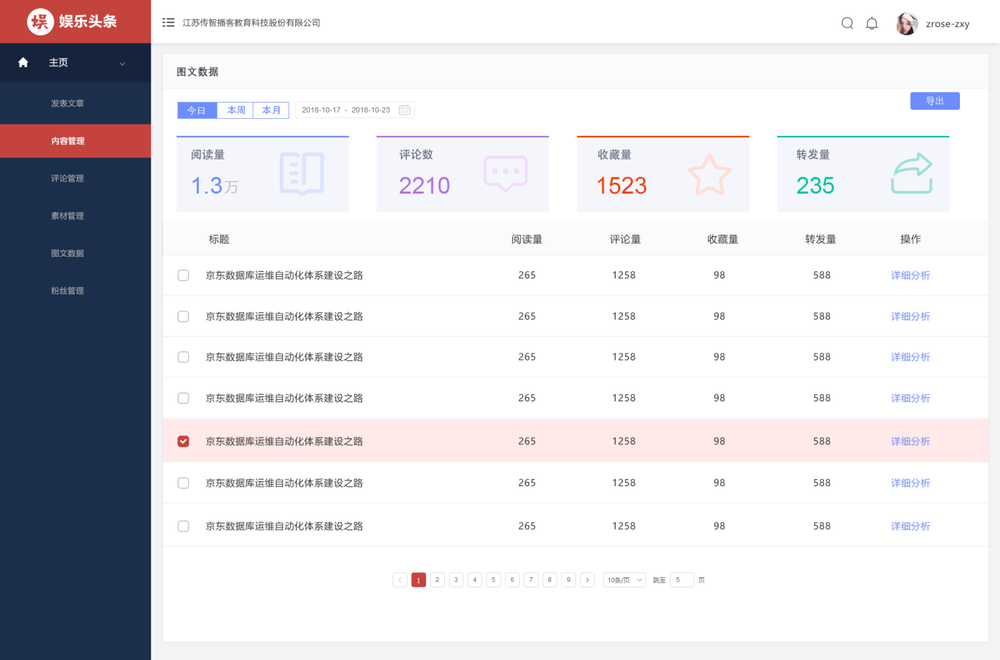 娱 娱乐头条
江苏传智播客教育科技股份有限公司
zrose-zxy
主页
发表文章
内容管理
评论管理
素材管理
图文数据
粉丝管理
图文数据
今日 本周 本月 2018-10-17 - 2018-10-23
导出
阅读量
1.3万
评论数
2210
收藏量
1523
转发量
235
标题 阅读量 评论量 收藏量 转发量 操作
京东数据库运维自动化体系建设之路 265 1258 98 588 详细分析
京东数据库运维自动化体系建设之路 265 1258 98 588 详细分析
京东数据库运维自动化体系建设之路 265 1258 98 588 详细分析
京东数据库运维自动化体系建设之路 265 1258 98 588 详细分析
京东数据库运维自动化体系建设之路 265 1258 98 588 详细分析
京东数据库运维自动化体系建设之路 265 1258 98 588 详细分析
京东数据库运维自动化体系建设之路 265 1258 98 588 详细分析
< 1 2 3 4 5 6 7 8 9 > 10条/页 跳至 5 页